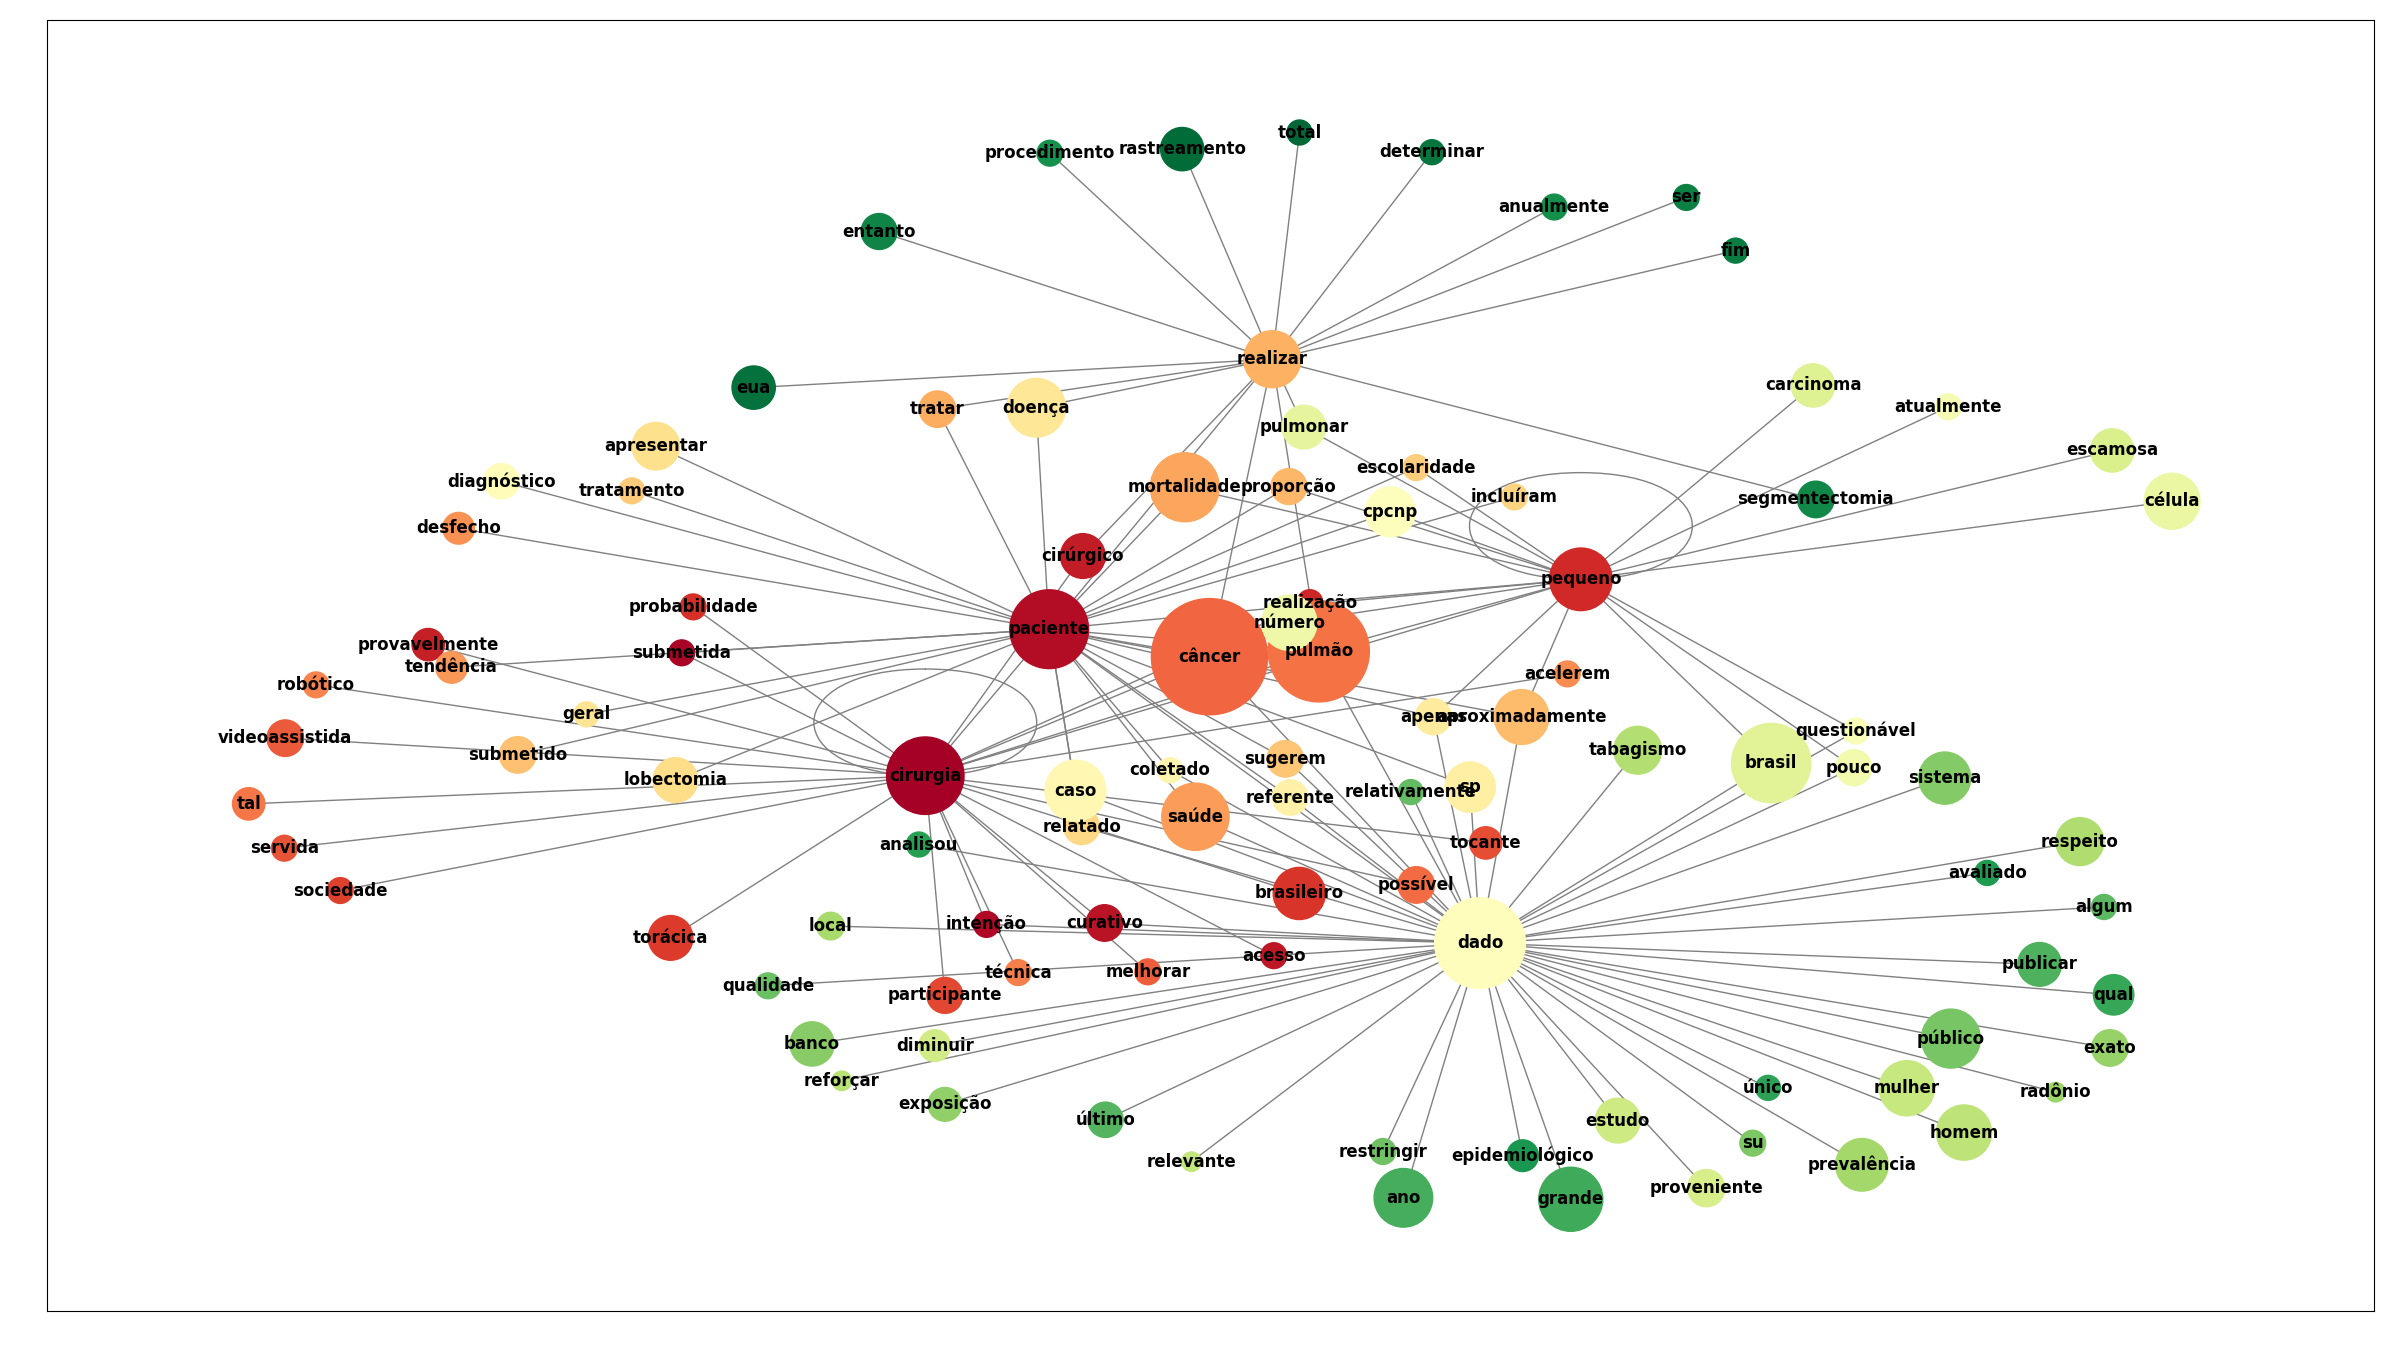 total
rastreamento
procedimento
determinar
ser
anualmente
entanto
fim
realizar
eua
carcinoma
tratar
doença
atualmente
pulmonar
apresentar
escamosa
escolaridade
diagnóstico
tratamento
mortalidade
proporção
incluíram
segmentectomia
célula
cpcnp
desfecho
cirúrgico
pequeno
probabilidade
realização
número
paciente
provavelmente
submetida
câncer
pulmão
tendência
acelerem
robótico
geral
apenas
aproximadamente
questionável
videoassistida
submetido
tabagismo
sugerem
coletado
brasil
pouco
lobectomia
cirurgia
sistema
caso
referente
relativamente
sp
tal
saúde
relatado
servida
analisou
tocante
respeito
avaliado
sociedade
brasileiro
possível
algum
local
intenção
curativo
torácica
dado
acesso
publicar
técnica
melhorar
qualidade
participante
qual
banco
diminuir
público
exato
reforçar
único
mulher
radônio
exposição
último
estudo
homem
su
restringir
epidemiológico
relevante
prevalência
proveniente
ano
grande